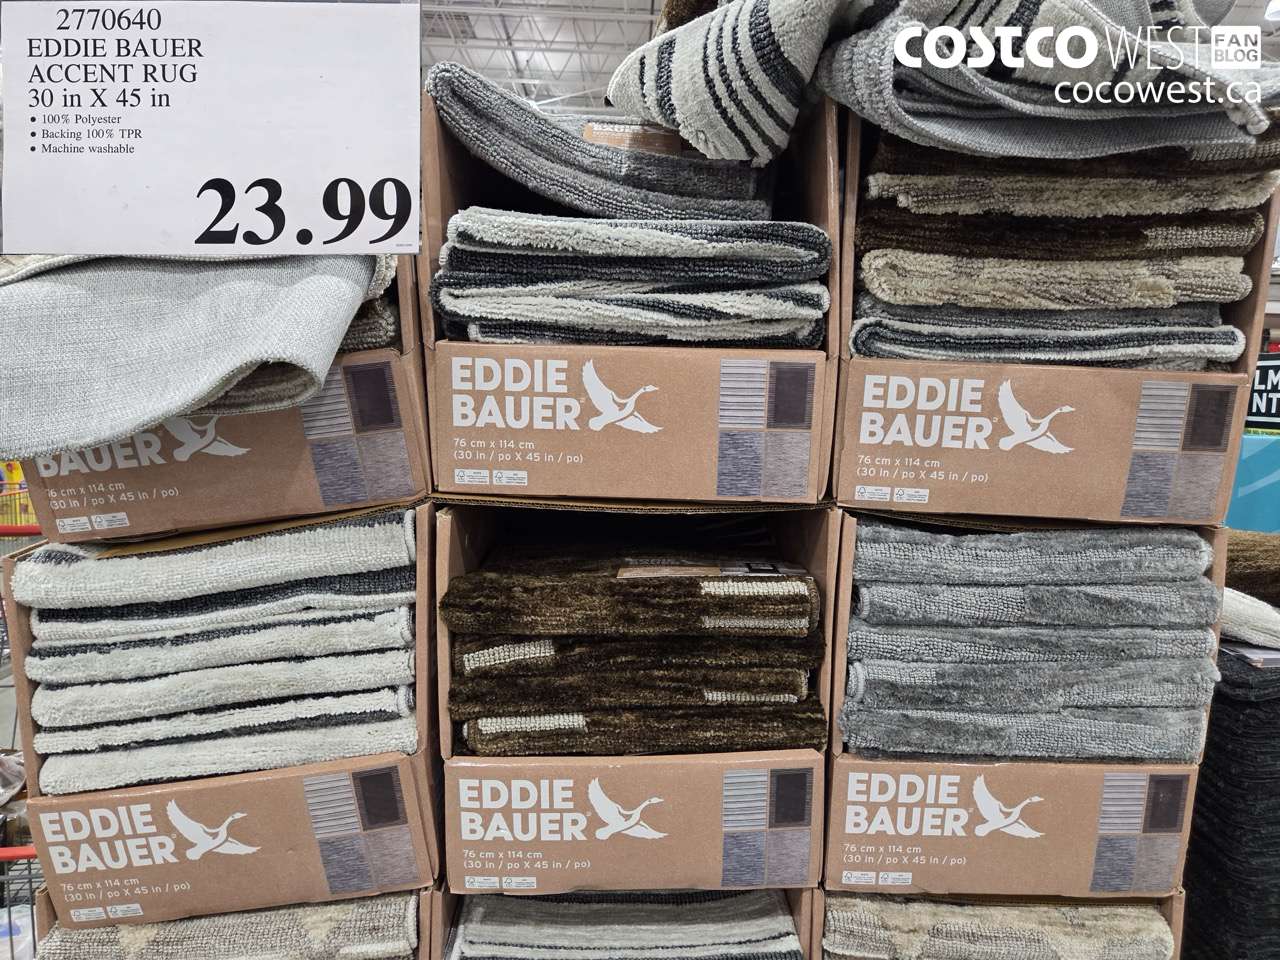 2770640
EDDIE BAUER
ACCENT RUG
30 in X 45 in
• 100% Polyester
• Backing 100% TPR
• Machine washable
23.99
COSTCO WEST FAN BLOG
cocowest.ca
EDDIE
BAUER
76 cm x 114 cm
(30 in / po X 45 in / po)
EDDIE
BAUER
76 cm x 114 cm
(30 in / po X 45 in / po)
BAUER
76 cm x 114 cm
(30 in / po X 45 in / po)
LM
NT
EDDIE
BAUER
76 cm x 114 cm
(30 in / po X 45 in / po)
EDDIE
BAUER
76 cm x 114 cm
(30 in / po X 45 in / po)
EDDIE
BAUER
76 cm x 114 cm
(30 in / po X 45 in / po)